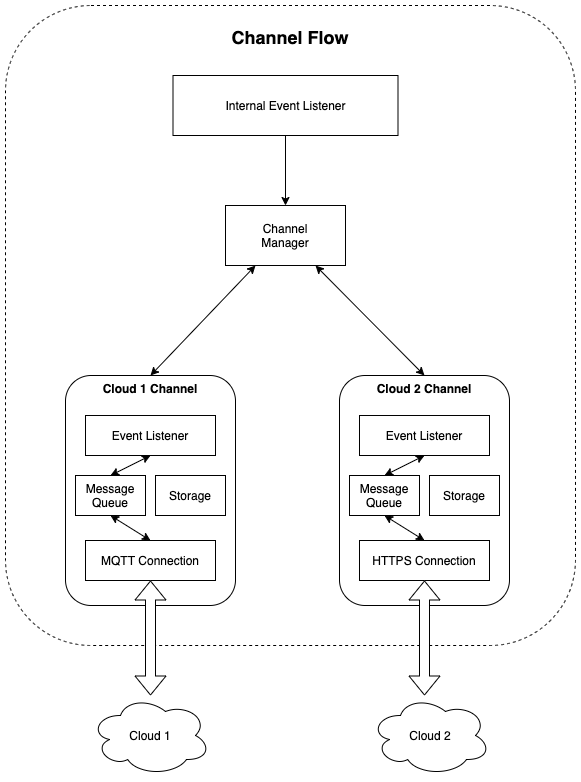 Channel Flow
Internal Event Listener
Channel
Manager
Cloud 1 Channel
Event Listener
Message
Queue
Storage
MQTT Connection
Cloud 2 Channel
Event Listener
Message
Queue
Storage
HTTPS Connection
Cloud 1
Cloud 2